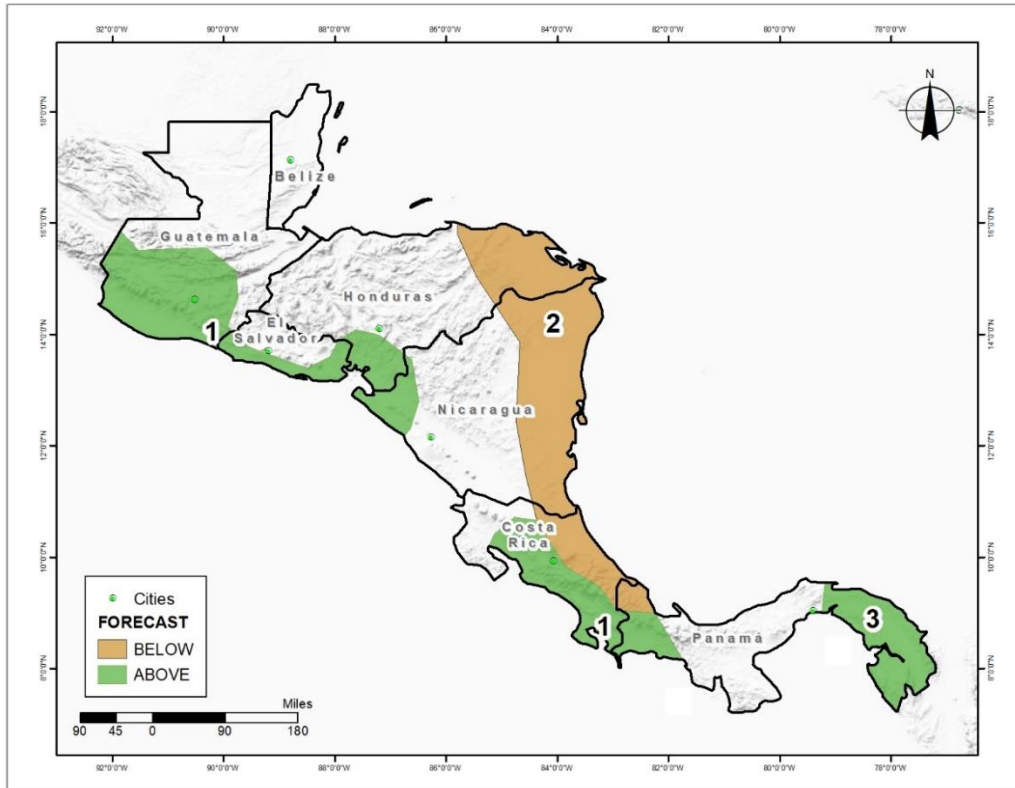 92°0'0"W 90°0'0"W 88°0'0"W 86°0'0"W 84°0'0"W 82°0'0"W 80°0'0"W 78°0'0"W
N
18°0'0"N 18°0'0"N
Belize
16°0'0"N 16°0'0"N
Guatemala
Honduras
14°0'0"N 14°0'0"N
1
El
Salvador
2
Nicaragua
12°0'0"N 12°0'0"N
Costa
Rica
10°0'0"N 10°0'0"N
1
Panamá
3
8°0'0"N 8°0'0"N
Cities
FORECAST
BELOW
ABOVE
Miles
90 45 0 90 180
92°0'0"W 90°0'0"W 88°0'0"W 86°0'0"W 84°0'0"W 82°0'0"W 80°0'0"W 78°0'0"W